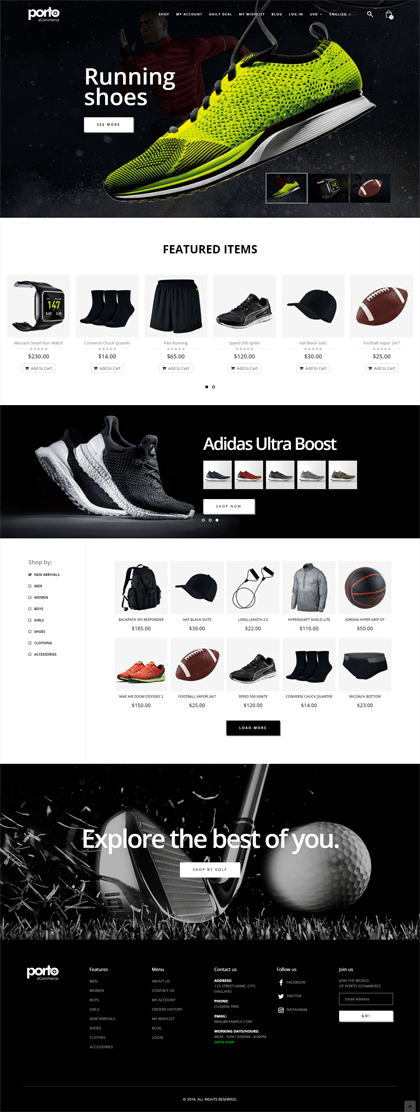 porto
eCommerce
SHOP MY ACCOUNT DAILY DEAL MY WISHLIST BLOG LOG IN USD ENGLISH
Running
shoes
SEE MORE
FEATURED ITEMS
Micoach Smart Run Watch
$230.00
Add to Cart
Converse Chuck Quarter
$14.00
Add to Cart
Flex Running
$65.00
Add to Cart
Speed 500 Ignite
$120.00
Add to Cart
Hat Black Suits
$30.00
Add to Cart
Football Vapor 24/7
$25.00
Add to Cart
Adidas Ultra Boost
SHOP NOW
Shop by:
NEW ARRIVALS
MEN
WOMEN
BOYS
GIRLS
SHOES
CLOTHING
ACCESSORIES
BACKPACK XPS RESPONDER
$185.00
HAT BLACK SUITE
$30.00
LONG-LENGTH 2.0
$22.00
HYPERADAPT SHIELD LITE
$110.00
JORDAN HYPER GRIP OT
$50.00
NIKE AIR ZOOM ODYSSEY 2
$150.00
FOOTBALL VAPOR 24/7
$25.00
SPEED 500 IGNITE
$120.00
CONVERSE CHUCK QUARTER
$14.00
MICOACH BOTTOM
$23.00
LOAD MORE
Explore the best of you.
SHOP BY GOLF
porto
eCommerce
Features
MEN
WOMEN
BOYS
GIRLS
NEW ARRIVALS
SHOES
CLOTHES
ACCESSORIES
Menu
ABOUT US
CONTACT US
MY ACCOUNT
ORDERS HISTORY
MY WISHLIST
BLOG
LOGIN
Contact us
ADDRESS:
123 STREET NAME, CITY,
ENGLAND
PHONE:
(123)456-7890
EMAIL:
MAIL@EXAMPLE.COM
WORKING DAYS/HOURS:
MON - SUN / 9:00AM - 8:00PM
OPEN NOW!
Follow us
FACEBOOK
TWITTER
INSTAGRAM
Join us
JOIN THE WORLD
OF PORTO ECOMMERCE
Email Address
GO!
© 2016. ALL RIGHTS RESERVED.